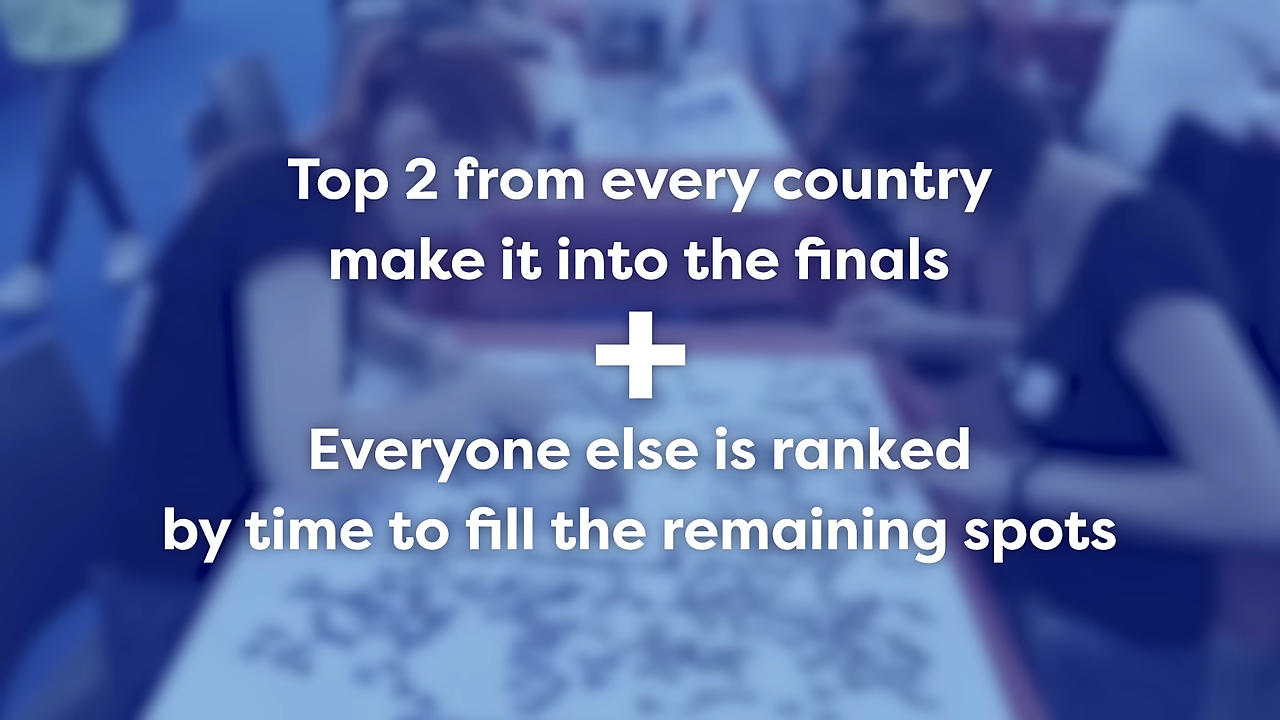 Top 2 from every country
make it into the finals
+
Everyone else is ranked
by time to fill the remaining spots